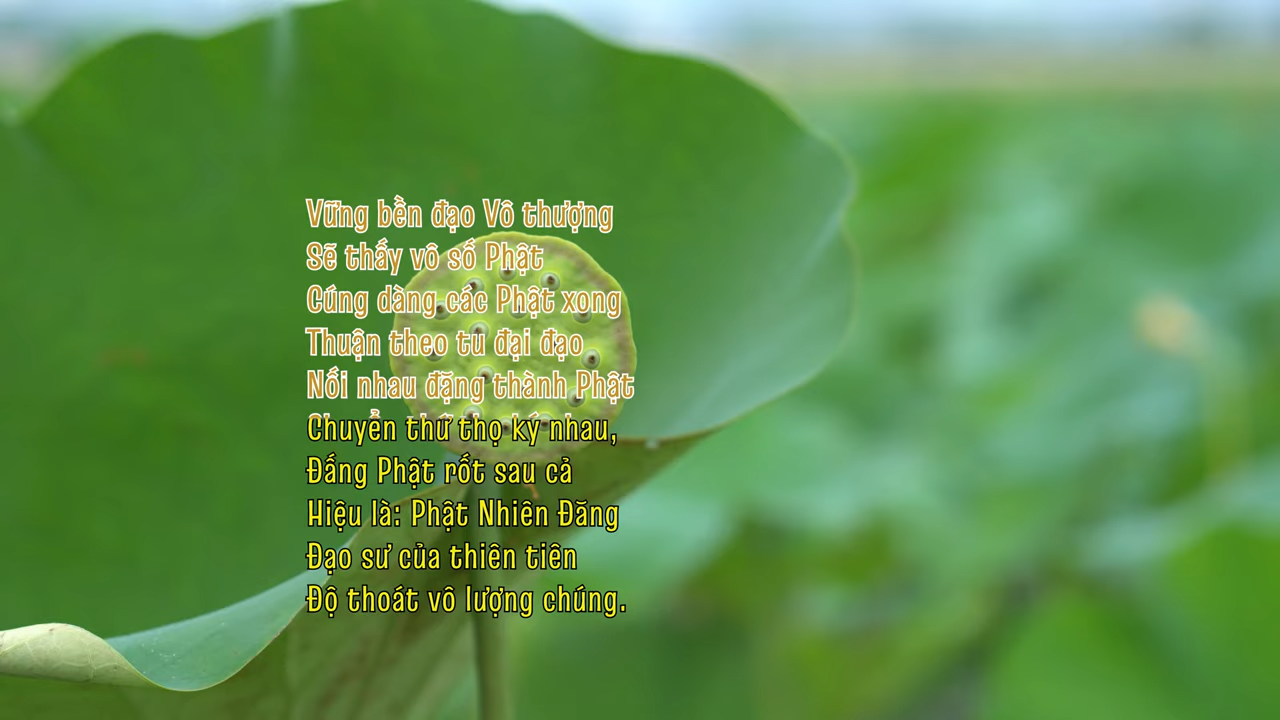 Vững bền đạo Vô thượng
Sẽ thấy vô số Phật
Cúng dàng các Phật xong
Thuận theo tu đại đạo
Nối nhau đặng thành Phật
Chuyển thứ thọ ký nhau,
Đấng Phật rốt sau cả
Hiệu là: Phật Nhiên Đăng
Đạo sư của thiên tiên
Độ thoát vô lượng chúng.